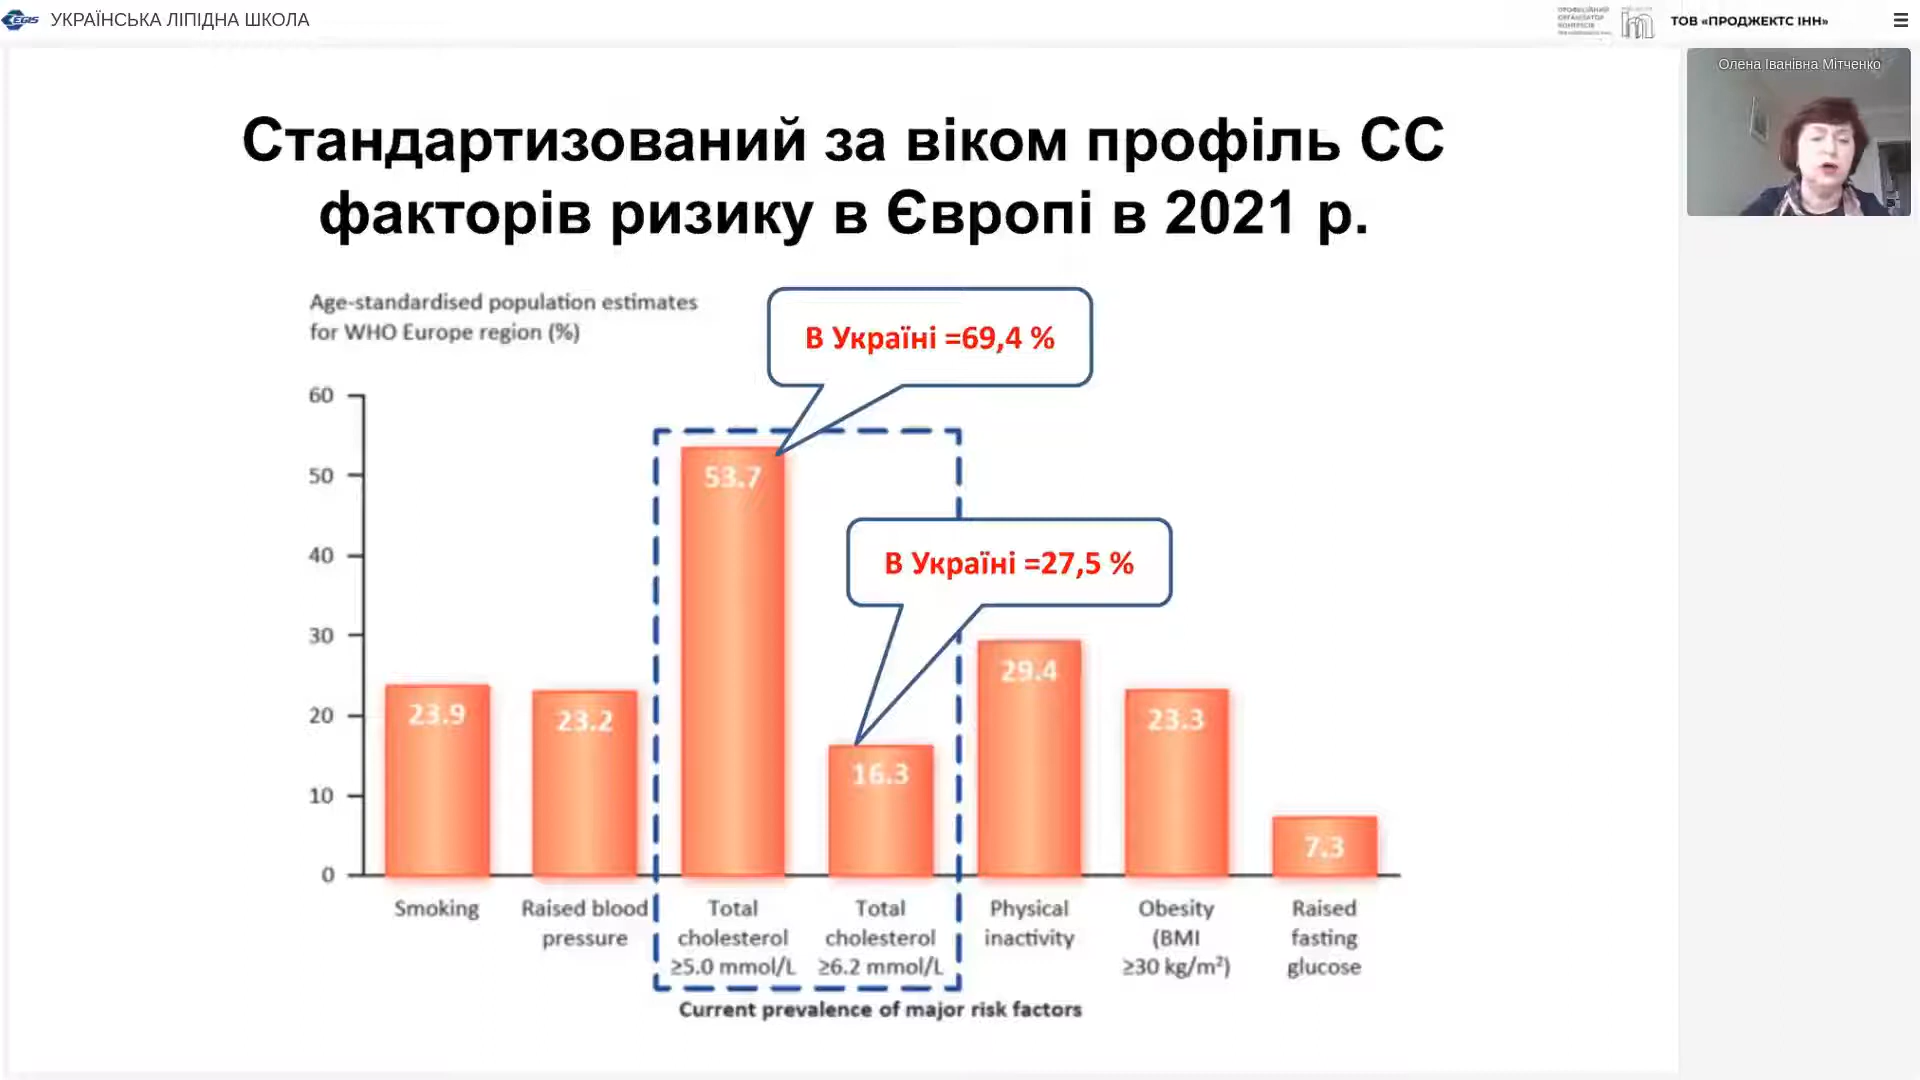 EGIS
УКРАЇНСЬКА ЛІПІДНА ШКОЛА
ПРОФЕСІЙНИЙ
ОРГАНІЗАТОР
КОНГРЕСІВ
ТОВ «ПРОДЖЕКТС ІНН»
Олена Іванівна Мітченко
Стандартизований за віком профіль СС
факторів ризику в Європі в 2021 р.
Age-standardised population estimates
for WHO Europe region (%)
В Україні =69,4 %
В Україні =27,5 %
60
50
40
30
20
10
0
23.9
23.2
53.7
16.3
29.4
23.3
7.3
Smoking
Raised blood
pressure
Total
cholesterol
≥5.0 mmol/L
Total
cholesterol
≥6.2 mmol/L
Physical
inactivity
Obesity
(BMI
≥30 kg/m²)
Raised
fasting
glucose
Current prevalence of major risk factors